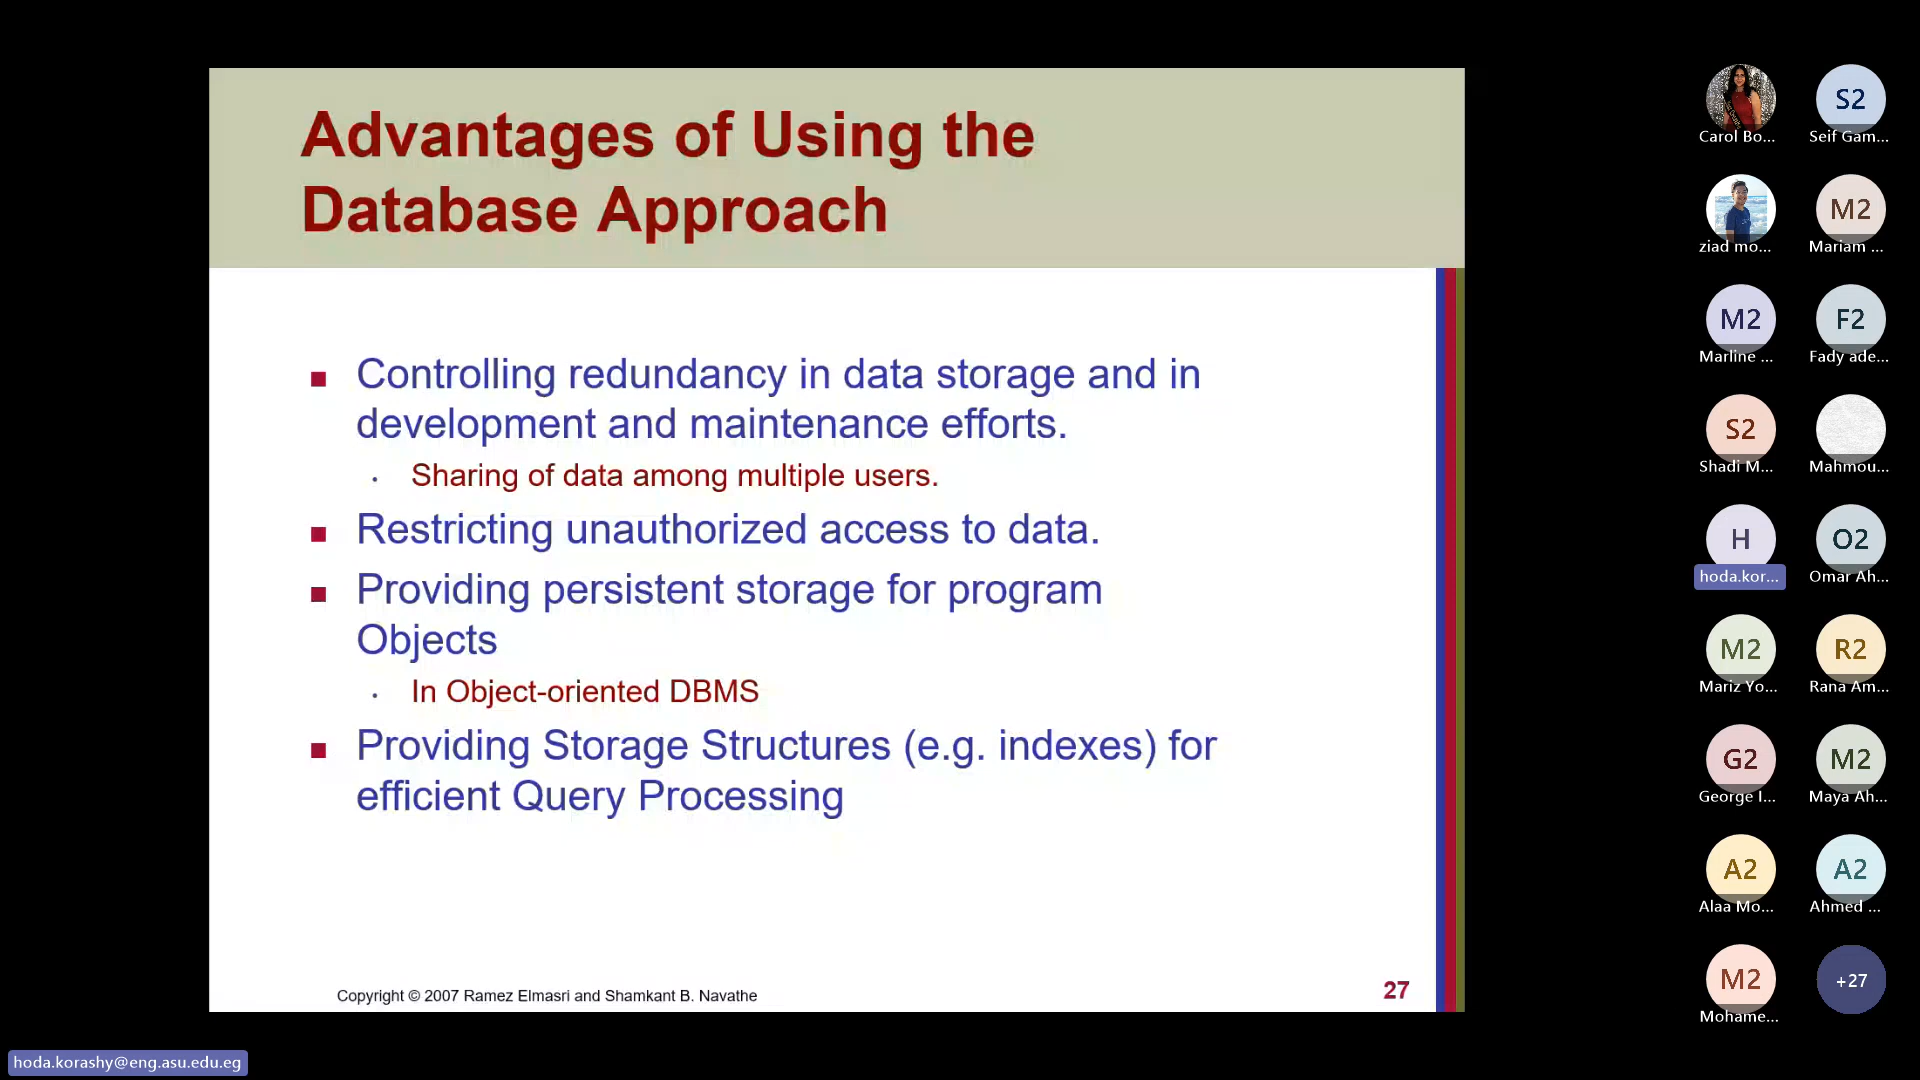 Advantages of Using the
Database Approach
Controlling redundancy in data storage and in
development and maintenance efforts.
Sharing of data among multiple users.
Restricting unauthorized access to data.
Providing persistent storage for program
Objects
In Object-oriented DBMS
Providing Storage Structures (e.g. indexes) for
efficient Query Processing
Copyright © 2007 Ramez Elmasri and Shamkant B. Navathe
27
Carol Bo...
S2
Seif Gam...
ziad mo...
M2
Mariam ...
M2
Marline ...
F2
Fady ade...
S2
Shadi M...
Mahmou...
H
hoda.kor...
O2
Omar Ah...
M2
Mariz Yo...
R2
Rana Am...
G2
George I...
M2
Maya Ah...
A2
Alaa Mo...
A2
Ahmed ...
M2
Mohame...
+27
hoda.korashy@eng.asu.edu.eg